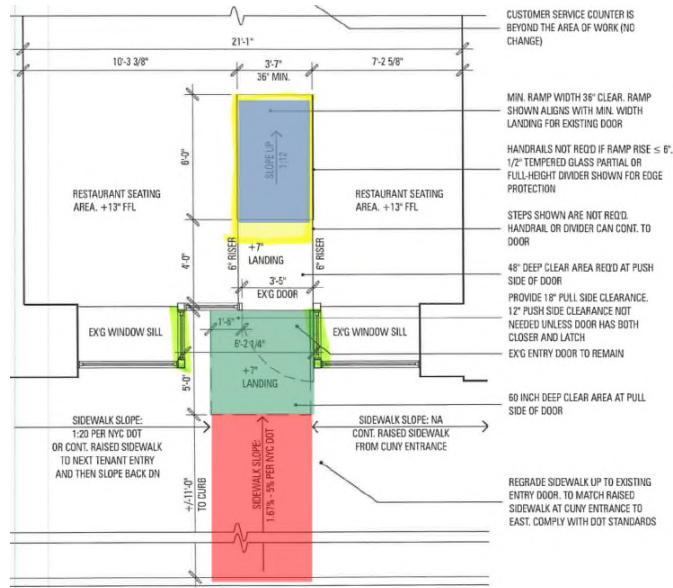 CUSTOMER SERVICE COUNTER IS
BEYOND THE AREA OF WORK (NO
CHANGE)
21'-1"
10'-3 3/8"
3'-7"
7'-2 5/8"
36" MIN.
MIN. RAMP WIDTH 36" CLEAR. RAMP
SHOWN ALIGNS WITH MIN. WIDTH
LANDING FOR EXISTING DOOR
HANDRAILS NOT REQ'D IF RAMP RISE ≤ 6".
1/2" TEMPERED GLASS PARTIAL OR
FULL-HEIGHT DIVIDER SHOWN FOR EDGE
PROTECTION
6'-0"
SLOPE UP
1:12
RESTAURANT SEATING
AREA. +13" FFL
RESTAURANT SEATING
AREA. +13" FFL
STEPS SHOWN ARE NOT REQ'D.
HANDRAIL OR DIVIDER CAN CONT. TO
DOOR
4'-0"
6" RISER
+7"
LANDING
6" RISER
48" DEEP CLEAR AREA REQ'D AT PUSH
SIDE OF DOOR
3'-5"
EX'G DOOR
PROVIDE 18" PULL SIDE CLEARANCE.
12" PUSH SIDE CLEARANCE NOT
NEEDED UNLESS DOOR HAS BOTH
CLOSER AND LATCH
EX'G WINDOW SILL
1'-6"
6'-2 1/4"
EX'G WINDOW SILL
EX'G ENTRY DOOR TO REMAIN
5'-0"
+7"
LANDING
60 INCH DEEP CLEAR AREA AT PULL
SIDE OF DOOR
SIDEWALK SLOPE:
1:20 PER NYC DOT
OR CONT. RAISED SIDEWALK
TO NEXT TENANT ENTRY
AND THEN SLOPE BACK DN
+/-11'-0"
TO CURB
SIDEWALK SLOPE:
1.67% - 5% PER NYC DOT
SIDEWALK SLOPE: NA
CONT. RAISED SIDEWALK
FROM CUNY ENTRANCE
REGRADE SIDEWALK UP TO EXISTING
ENTRY DOOR. TO MATCH RAISED
SIDEWALK AT CUNY ENTRANCE TO
EAST. COMPLY WITH DOT STANDARDS